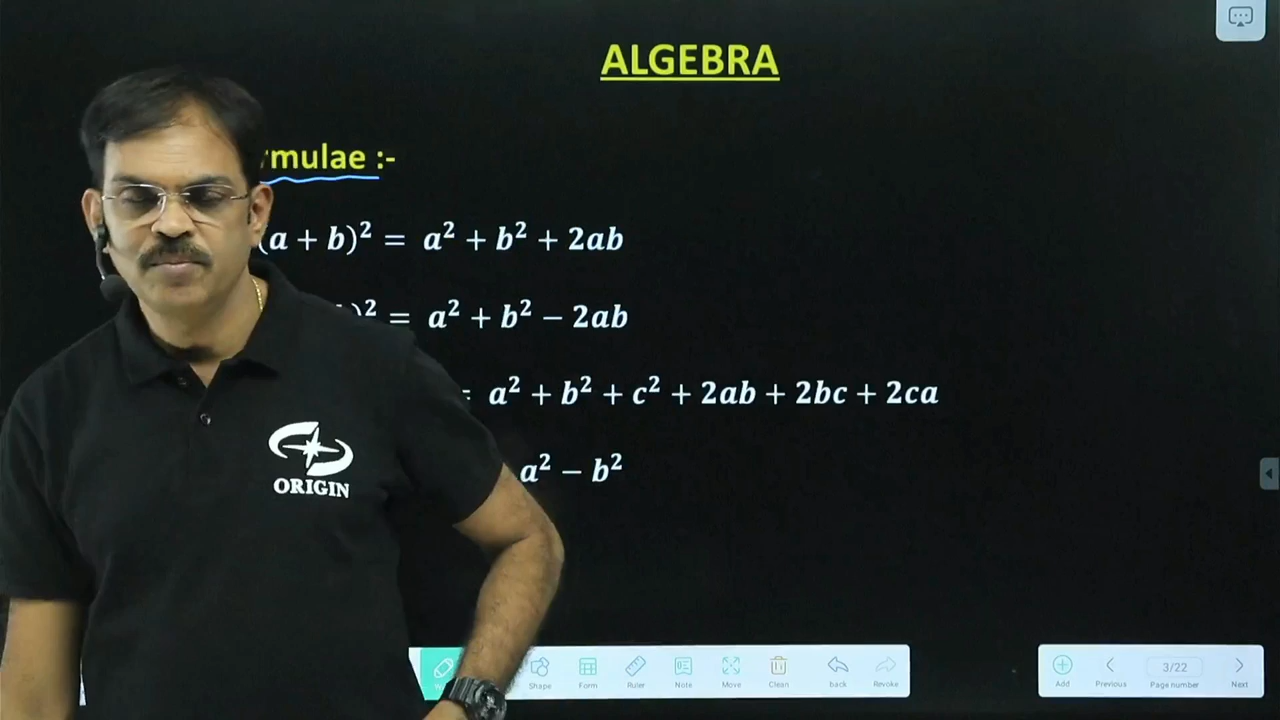 ALGEBRA
rmulae :-
(a + b)² = a² + b² + 2ab
)² = a² + b² − 2ab
= a² + b² + c² + 2ab + 2bc + 2ca
a² − b²
ORIGIN
Shape Form Ruler Note Move Clean back Revoke
Add Previous 3/22 Page number Next